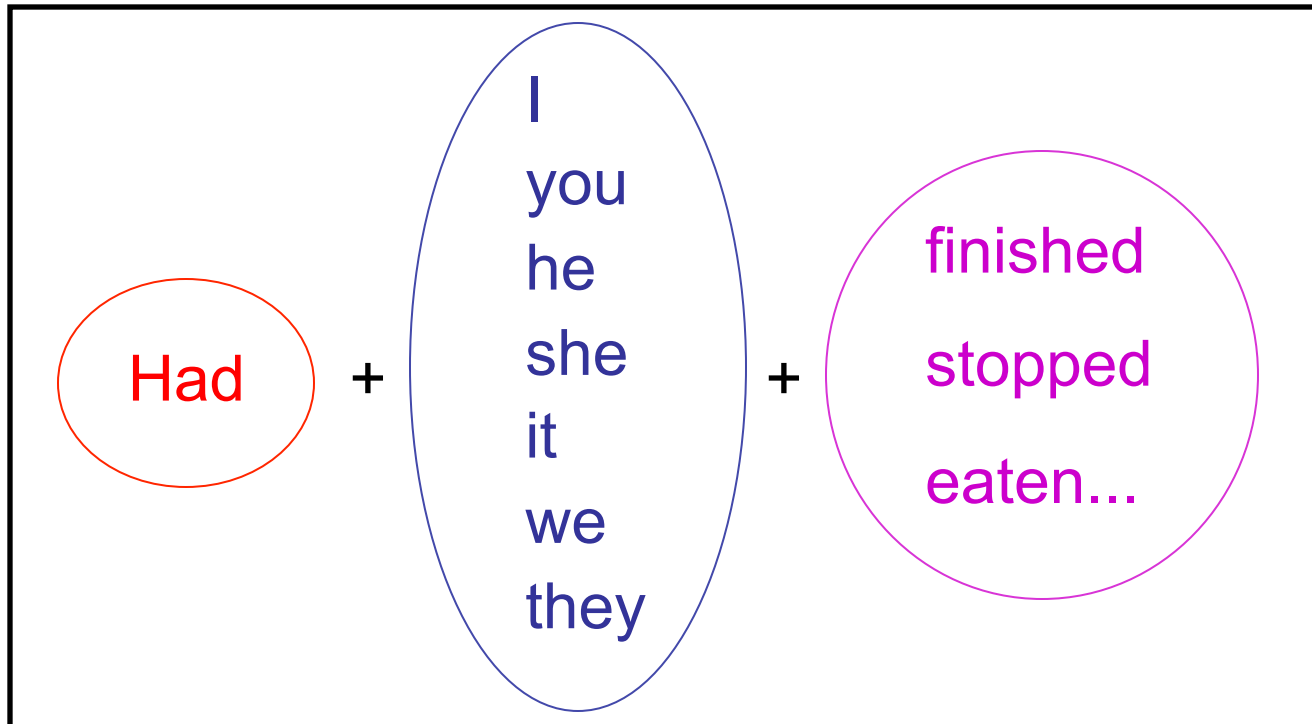 Had
+
I
you
he
she
it
we
they
+
finished
stopped
eaten...